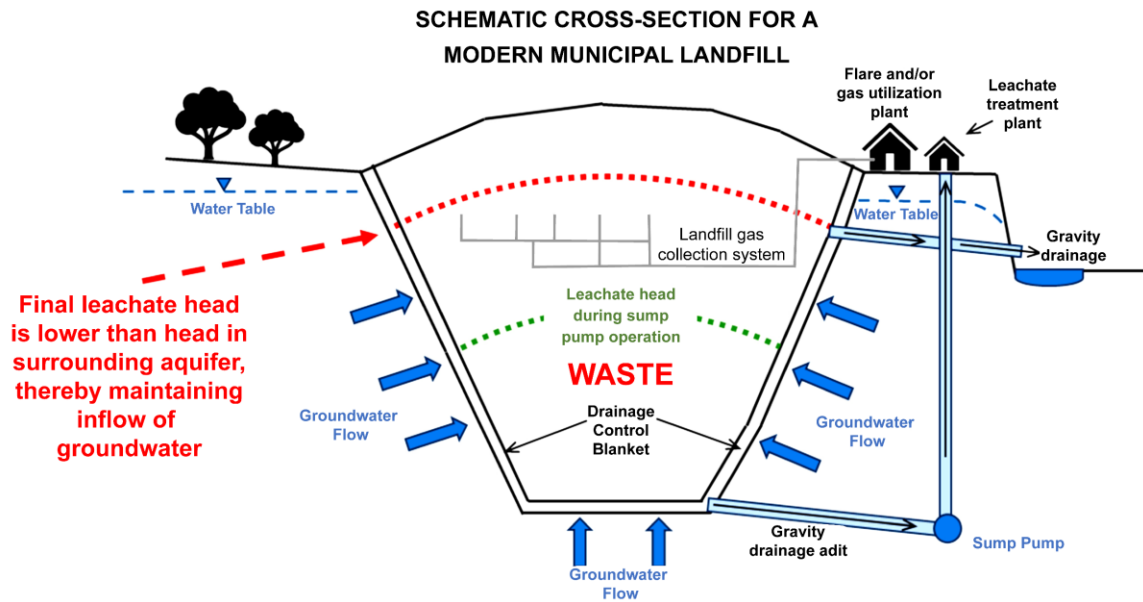 SCHEMATIC CROSS-SECTION FOR A
MODERN MUNICIPAL LANDFILL
Flare and/or
gas utilization
plant
Leachate
treatment
plant
Water Table
Water Table
Landfill gas
collection system
Gravity
drainage
Final leachate head
is lower than head in
surrounding aquifer,
thereby maintaining
inflow of
groundwater
Leachate head
during sump
pump operation
WASTE
Groundwater
Flow
Drainage
Control
Blanket
Groundwater
Flow
Gravity
drainage adit
Sump Pump
Groundwater
Flow